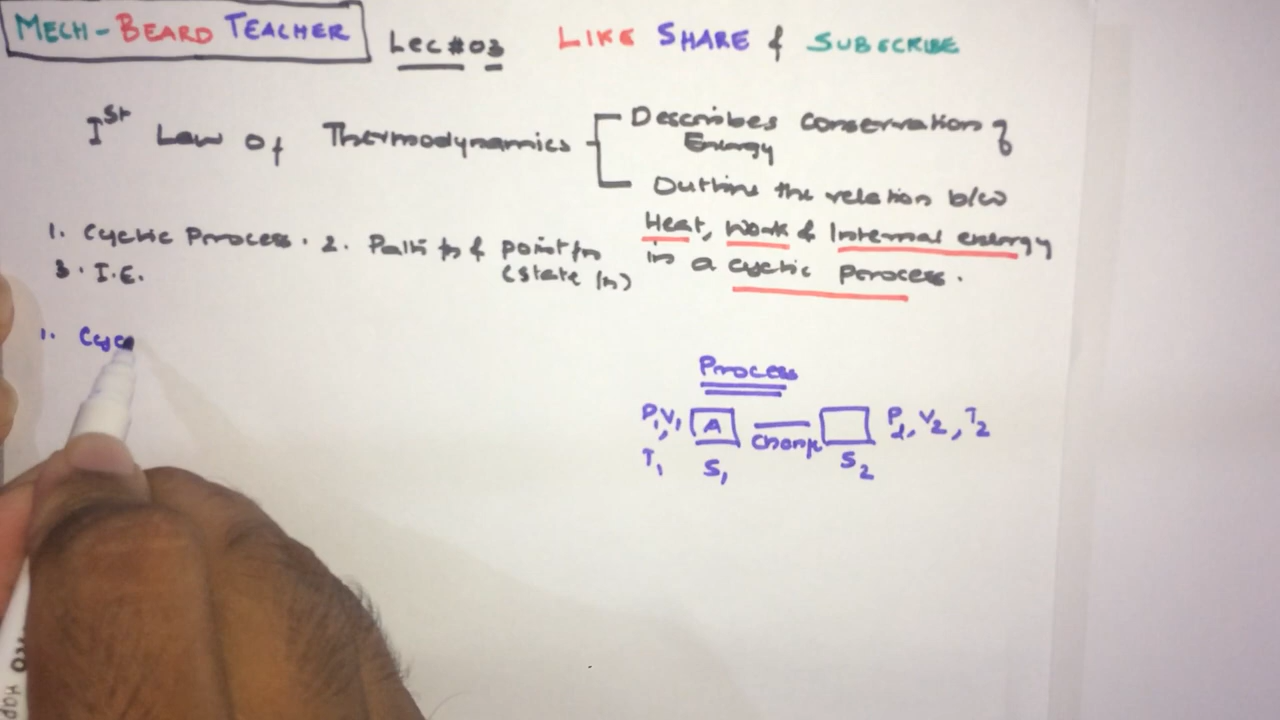 MECH-BEARD TEACHER Lec #03 LIKE SHARE & SUBSCRIBE
Ist Law of Thermodynamics
Describes conservation of
Energy
Outline the relation b/w
Heat, work & Internal energy
in a cyclic process.
1. Cyclic Process. 2. Path fn & point fn
(state fn)
3. I.E.
1. Cyc
Process
P1, V1 A Change P2, V2, T2
T1 S1 S2